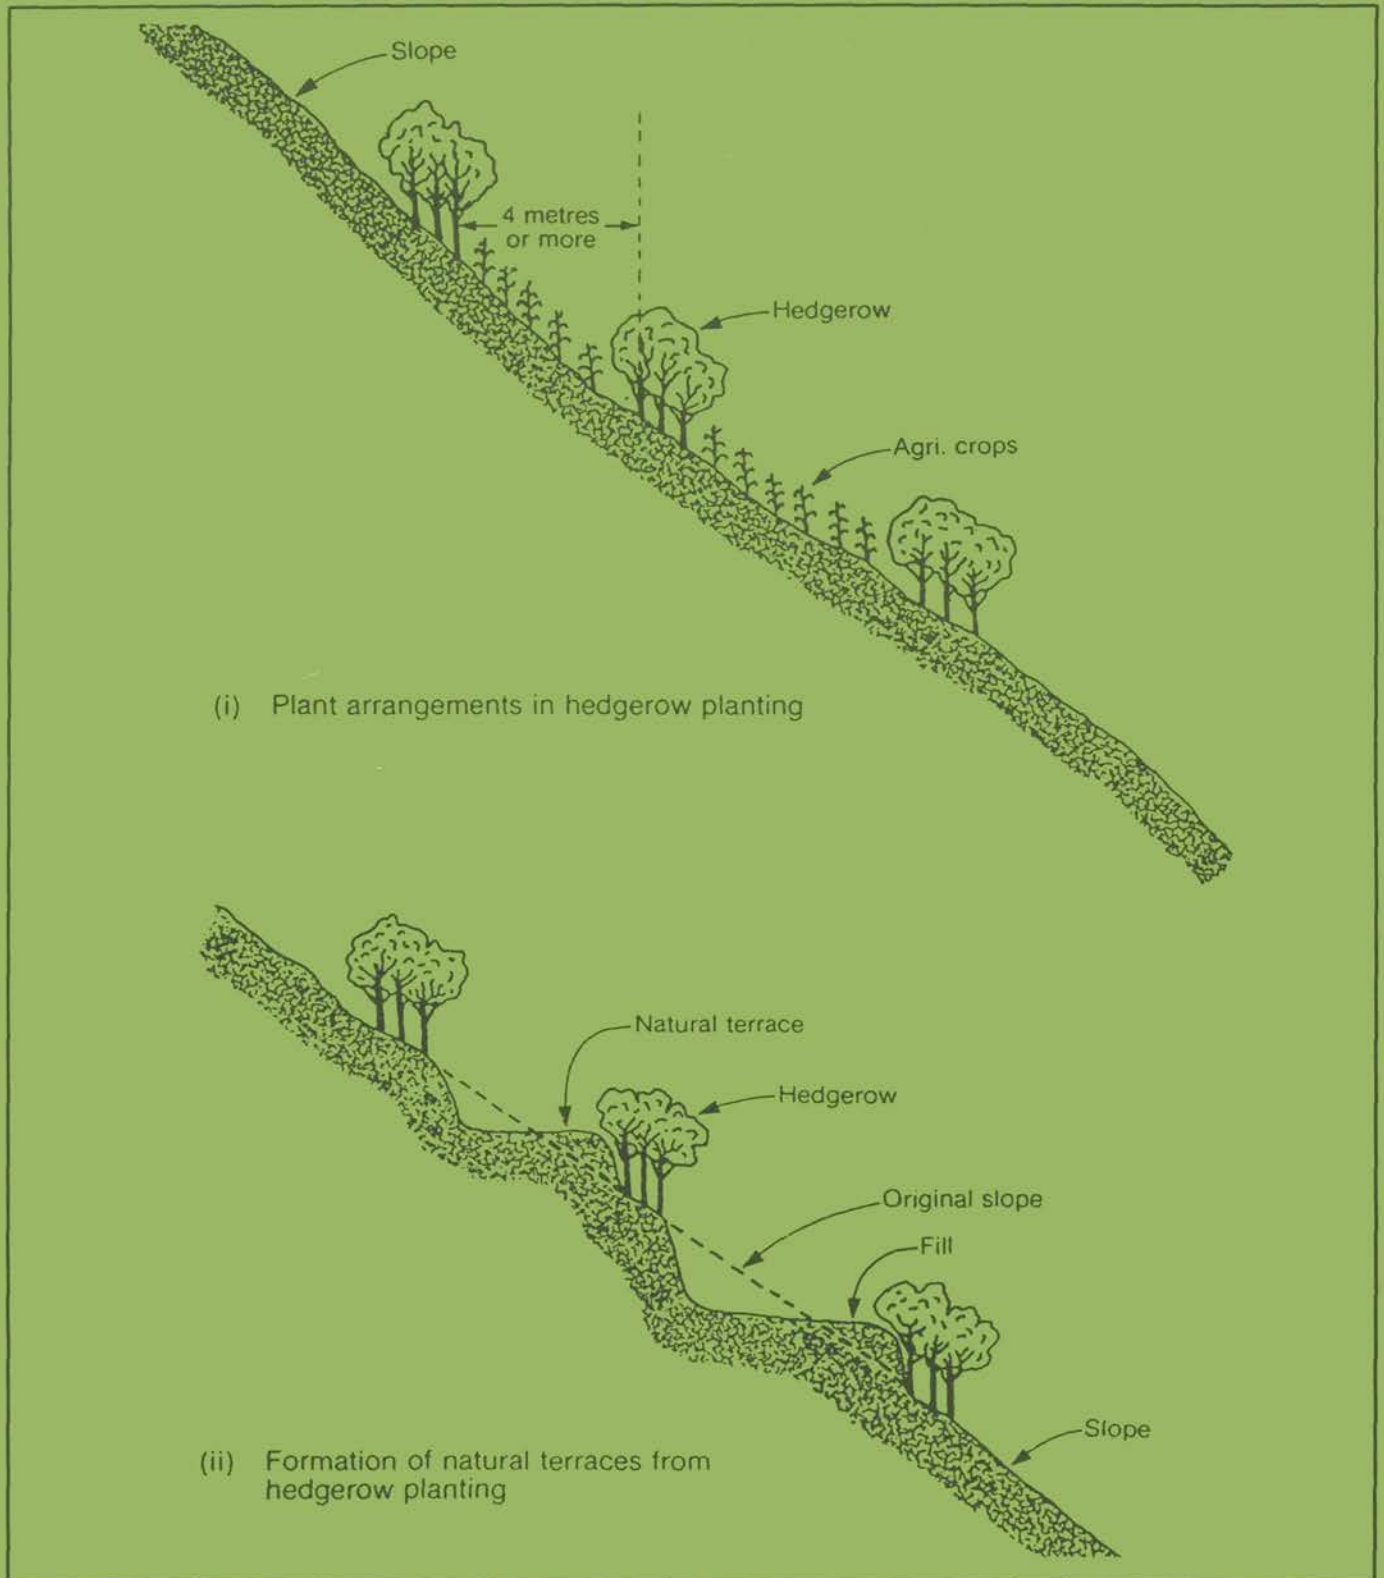 Slope
4 metres
or more
Hedgerow
Agri. crops
(i) Plant arrangements in hedgerow planting
Natural terrace
Hedgerow
Original slope
Fill
Slope
(ii) Formation of natural terraces from
hedgerow planting